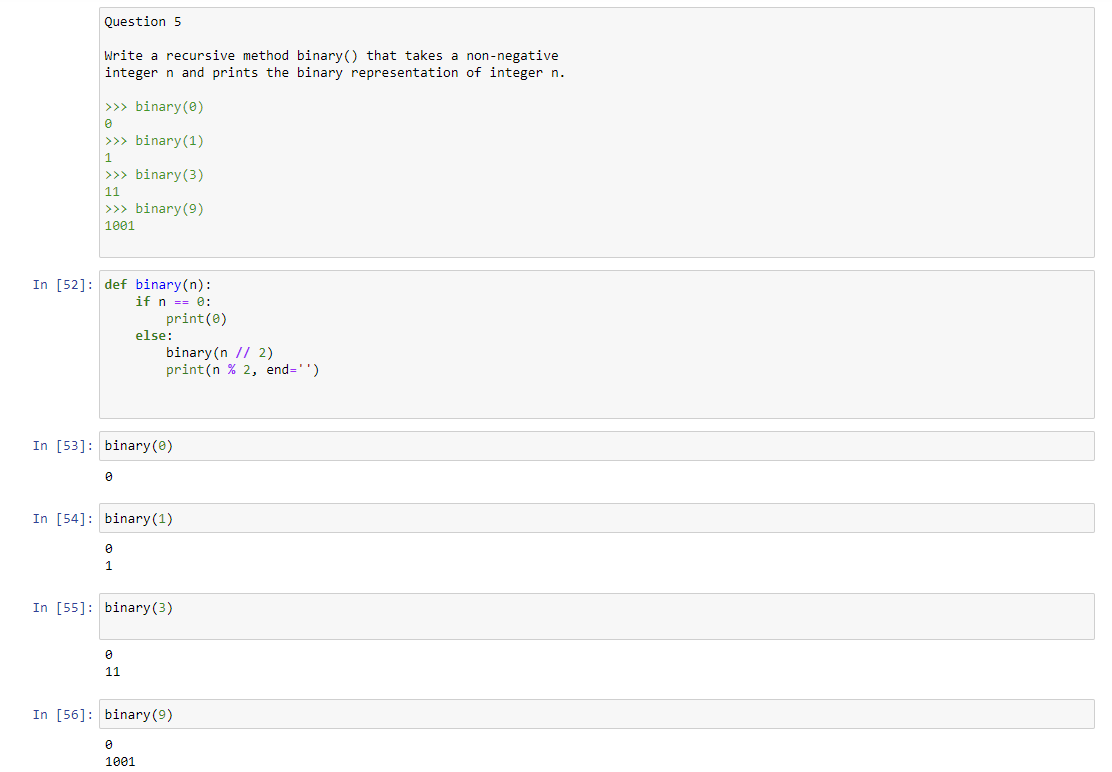 Question 5
Write a recursive method binary() that takes a non-negative
integer n and prints the binary representation of integer n.
>>> binary(0)
0
>>> binary(1)
1
>>> binary(3)
11
>>> binary(9)
1001
In [52]: def binary(n):
    if n == 0:
        print(0)
    else:
        binary(n // 2)
        print(n % 2, end='')
In [53]: binary(0)
0
In [54]: binary(1)
0
1
In [55]: binary(3)
0
11
In [56]: binary(9)
0
1001